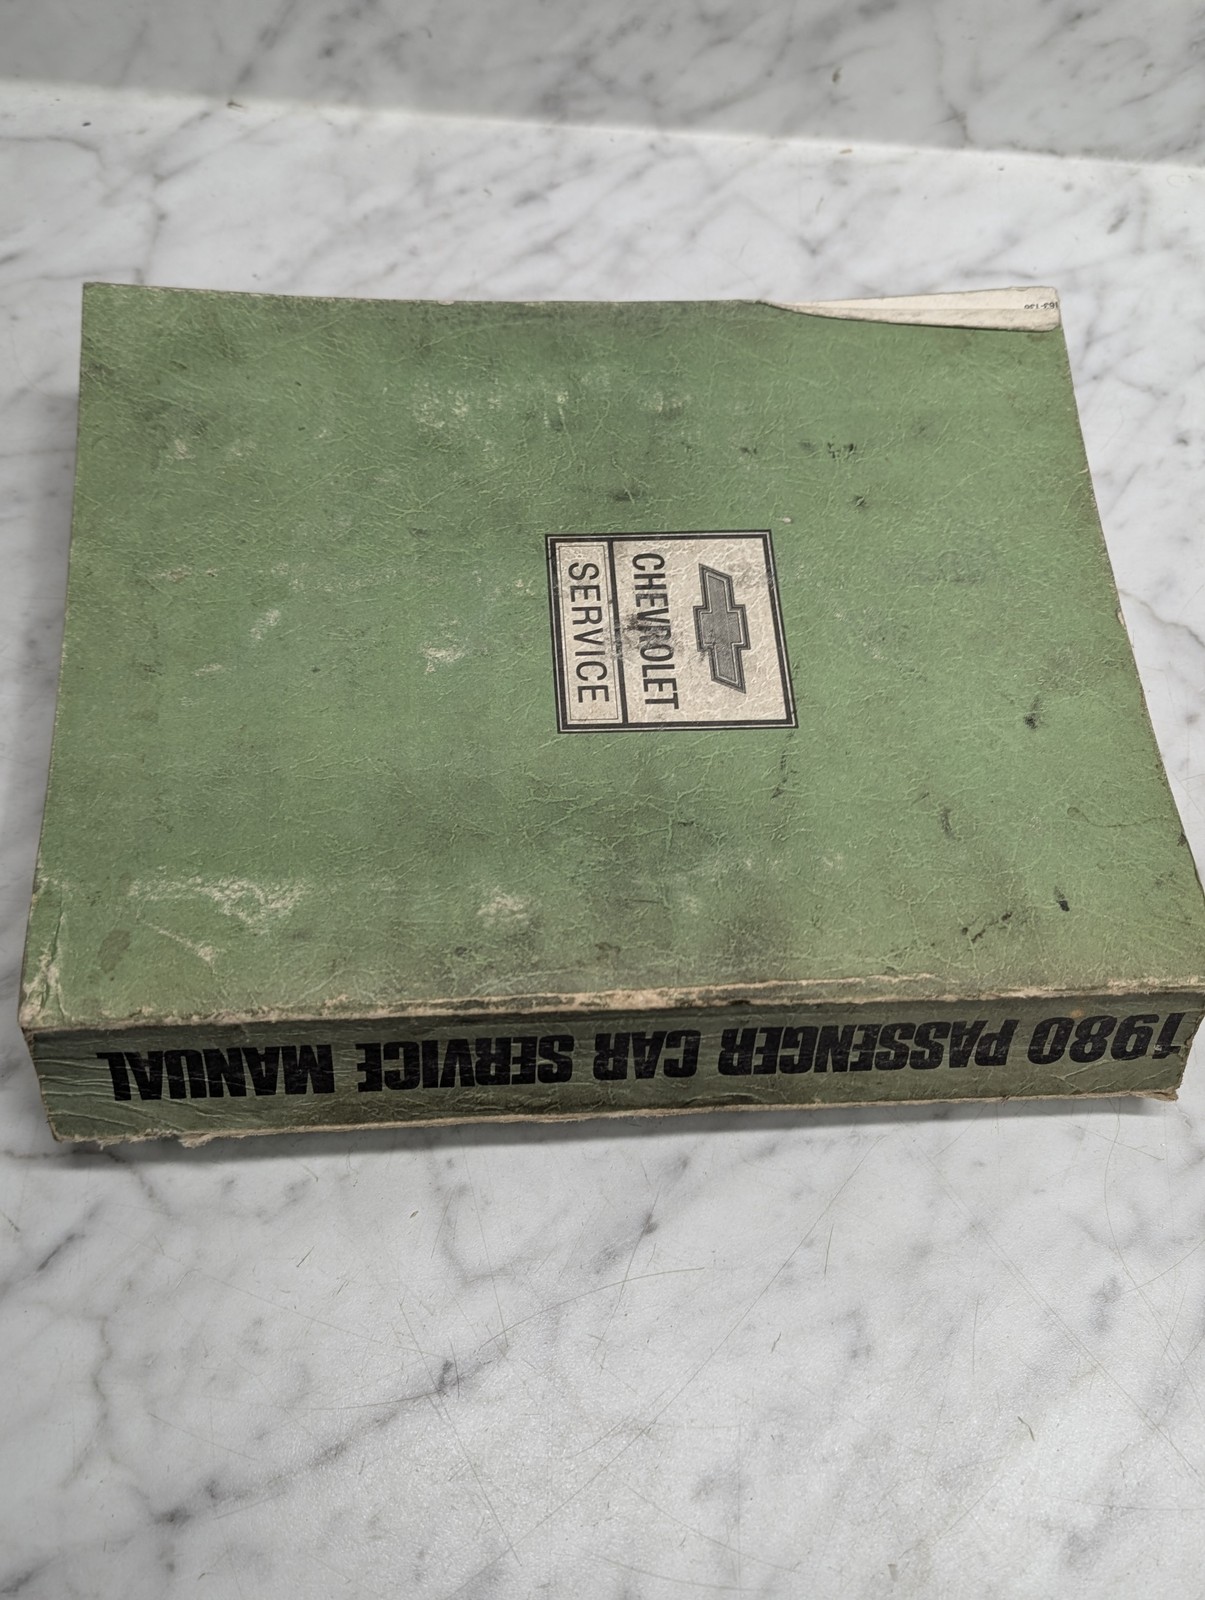 CHEVROLET
SERVICE
1980 PASSENGER CAR SERVICE MANUAL